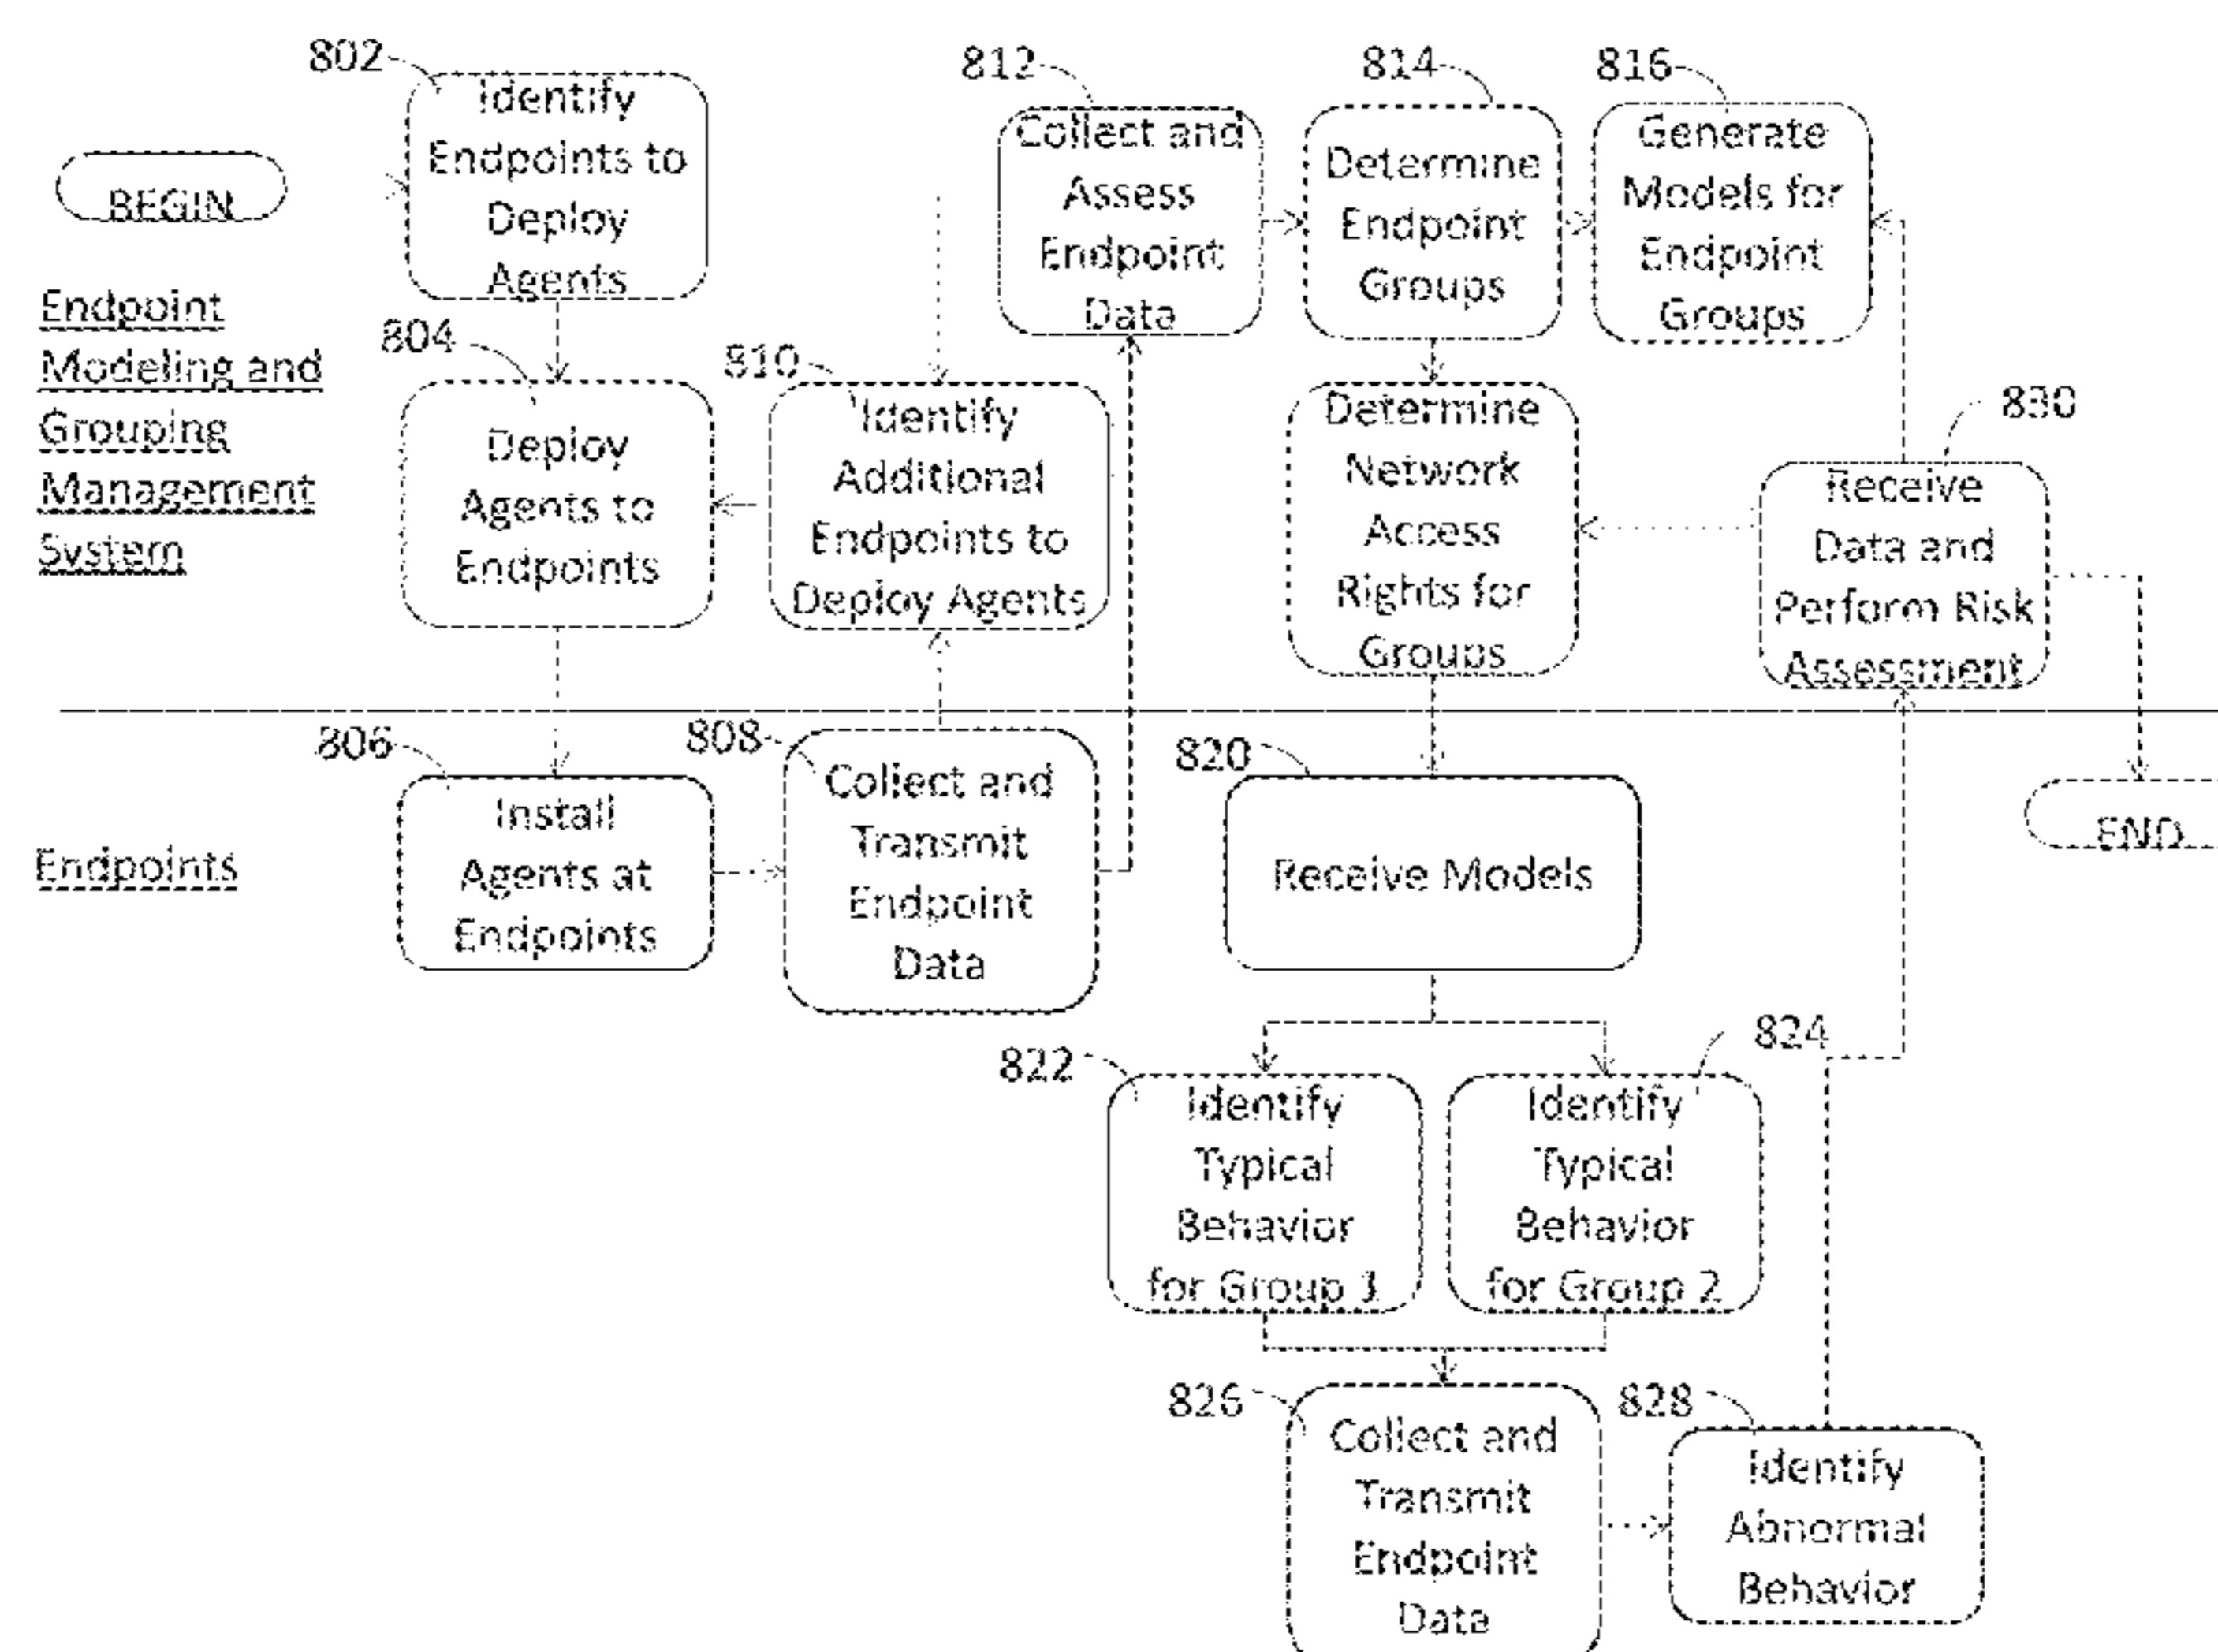 802
Identify
Endpoints to
Deploy
Agents
BEGIN
Endpoint
Modeling and
Grouping
Management
System
804
Deploy
Agents to
Endpoints
810
Identify
Additional
Endpoints to
Deploy Agents
812
Collect and
Assess
Endpoint
Data
814
Determine
Endpoint
Groups
816
Generate
Models for
Endpoint
Groups
Determine
Network
Access
Rights for
Groups
830
Receive
Data and
Perform Risk
Assessment
Endpoints
806
Install
Agents at
Endpoints
808
Collect and
Transmit
Endpoint
Data
820
Receive Models
END
822
Identify
Typical
Behavior
for Group 1
824
Identify
Typical
Behavior
for Group 2
826
Collect and
Transmit
Endpoint
Data
828
Identify
Abnormal
Behavior